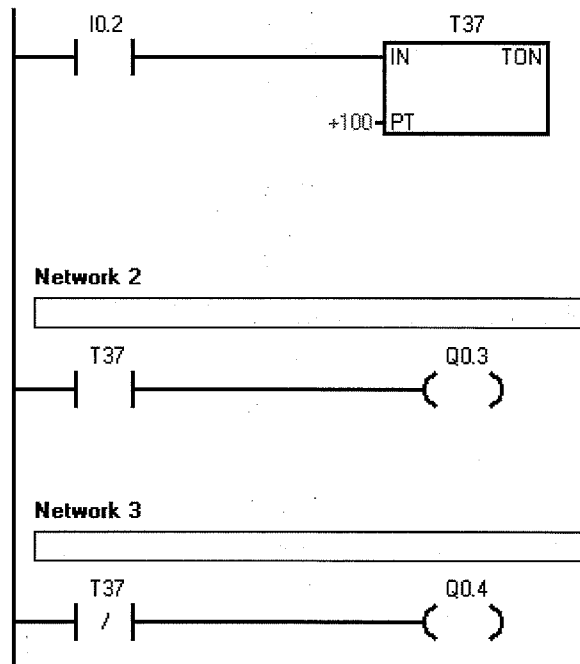 I0.2 T37
IN TON
+100 PT
Network 2
T37 Q0.3
Network 3
T37 Q0.4
/